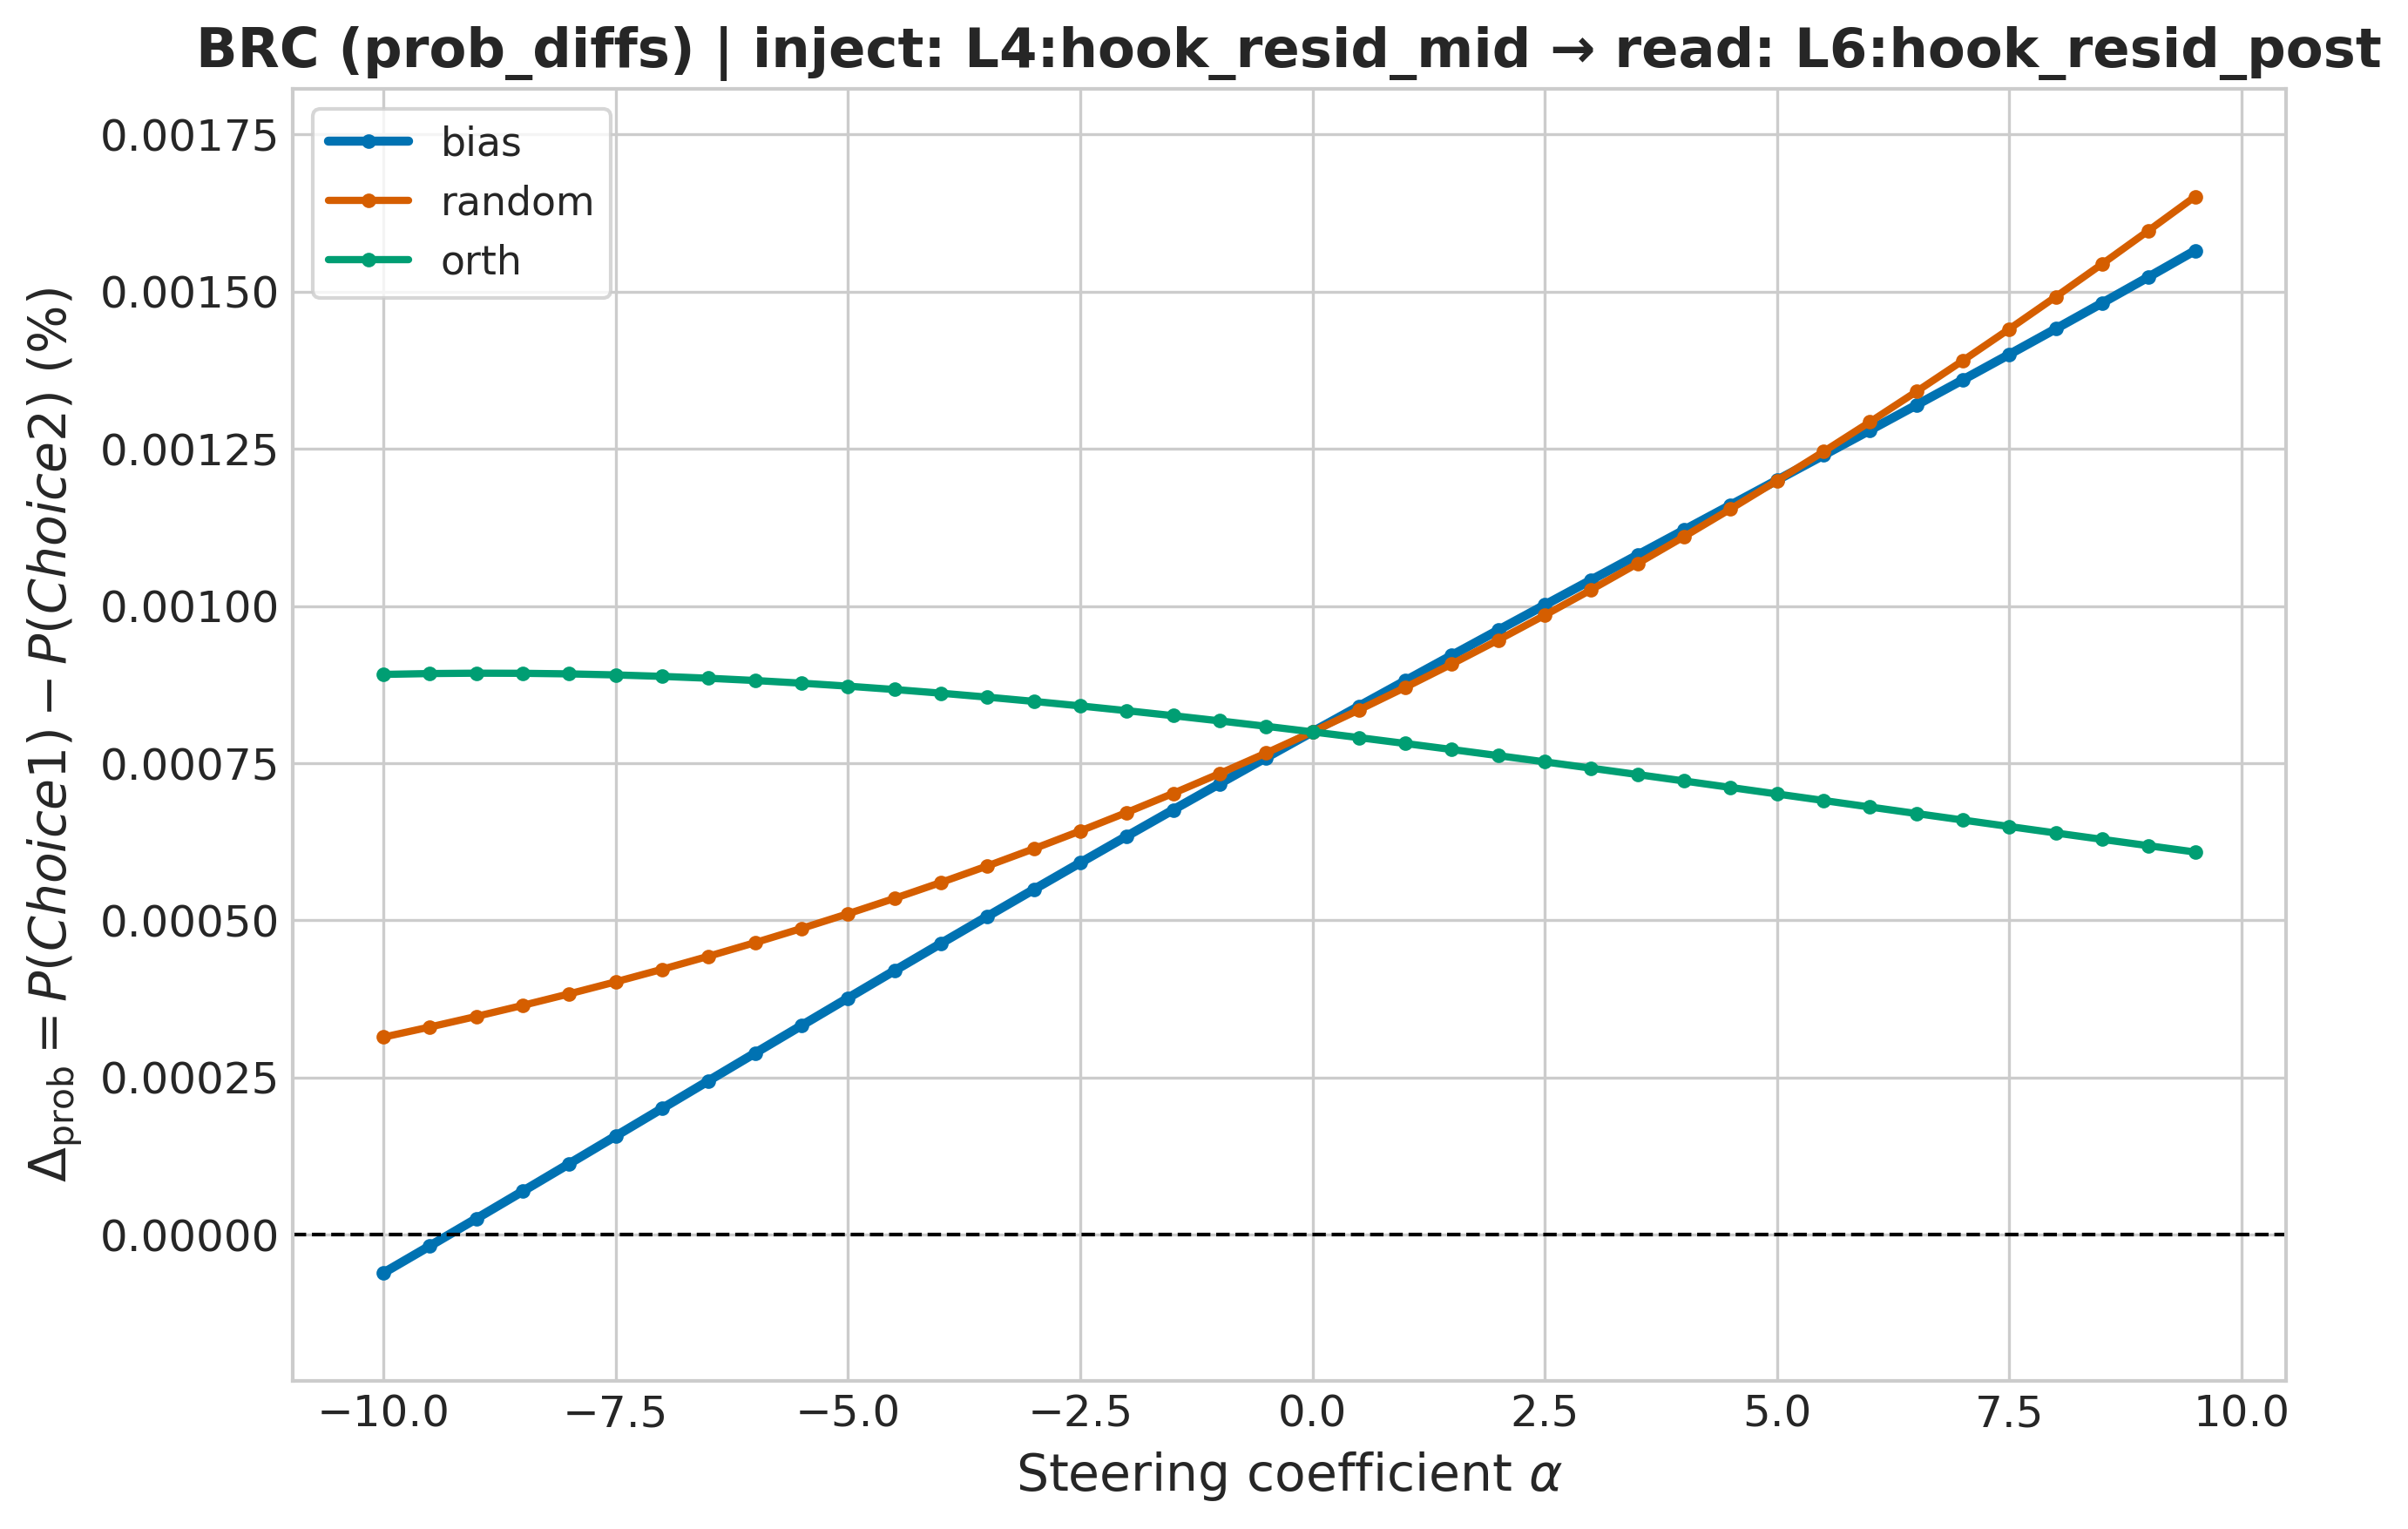 BRC (prob_diffs) | inject: L4:hook_resid_mid → read: L6:hook_resid_post
bias
random
orth
0.00175
0.00150
0.00125
0.00100
0.00075
0.00050
0.00025
0.00000
Δprob = P(Choice1) − P(Choice2) (%)
−10.0 −7.5 −5.0 −2.5 0.0 2.5 5.0 7.5 10.0
Steering coefficient α